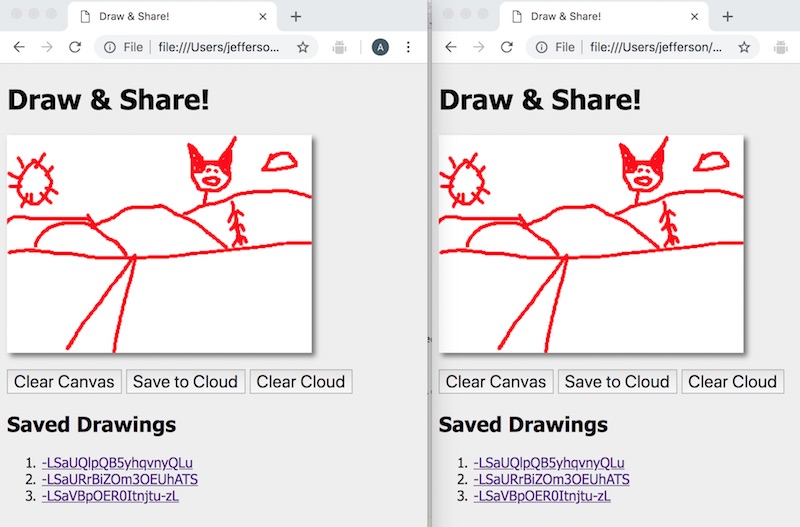 Draw & Share!
File file:///Users/jefferso... A
Draw & Share!
Clear Canvas Save to Cloud Clear Cloud
Saved Drawings
1. -LSaUQlpQB5yhqvnyQLu
2. -LSaURrBiZOm3OEUhATS
3. -LSaVBpOER0Itnjtu-zL
Draw & Share!
File file:///Users/jefferson/...
Draw & Share!
Clear Canvas Save to Cloud Clear Cloud
Saved Drawings
1. -LSaUQlpQB5yhqvnyQLu
2. -LSaURrBiZOm3OEUhATS
3. -LSaVBpOER0Itnjtu-zL